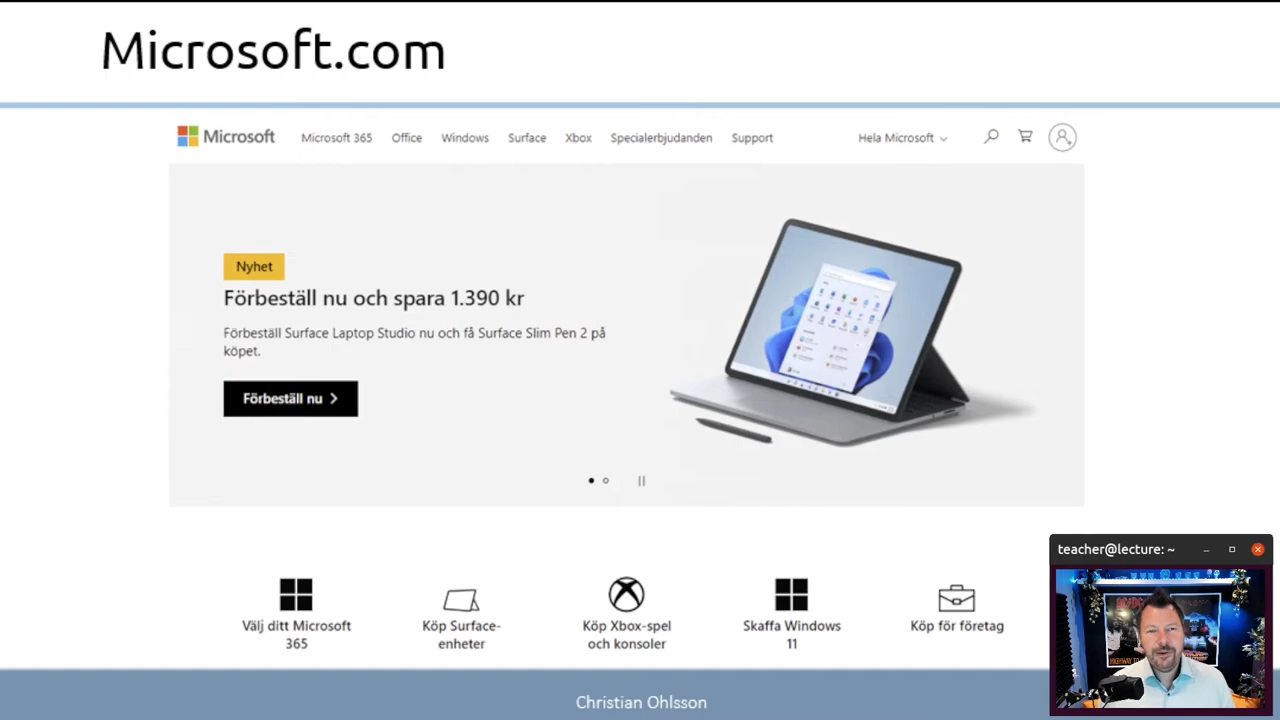 Microsoft.com
Microsoft Microsoft 365 Office Windows Surface Xbox Specialerbjudanden Support Hela Microsoft
Nyhet
Förbeställ nu och spara 1.390 kr
Förbeställ Surface Laptop Studio nu och få Surface Slim Pen 2 på
köpet.
Förbeställ nu
Välj ditt Microsoft
365
Köp Surface-
enheter
Köp Xbox-spel
och konsoler
Skaffa Windows
11
Köp för företag
teacher@lecture: ~
Christian Ohlsson